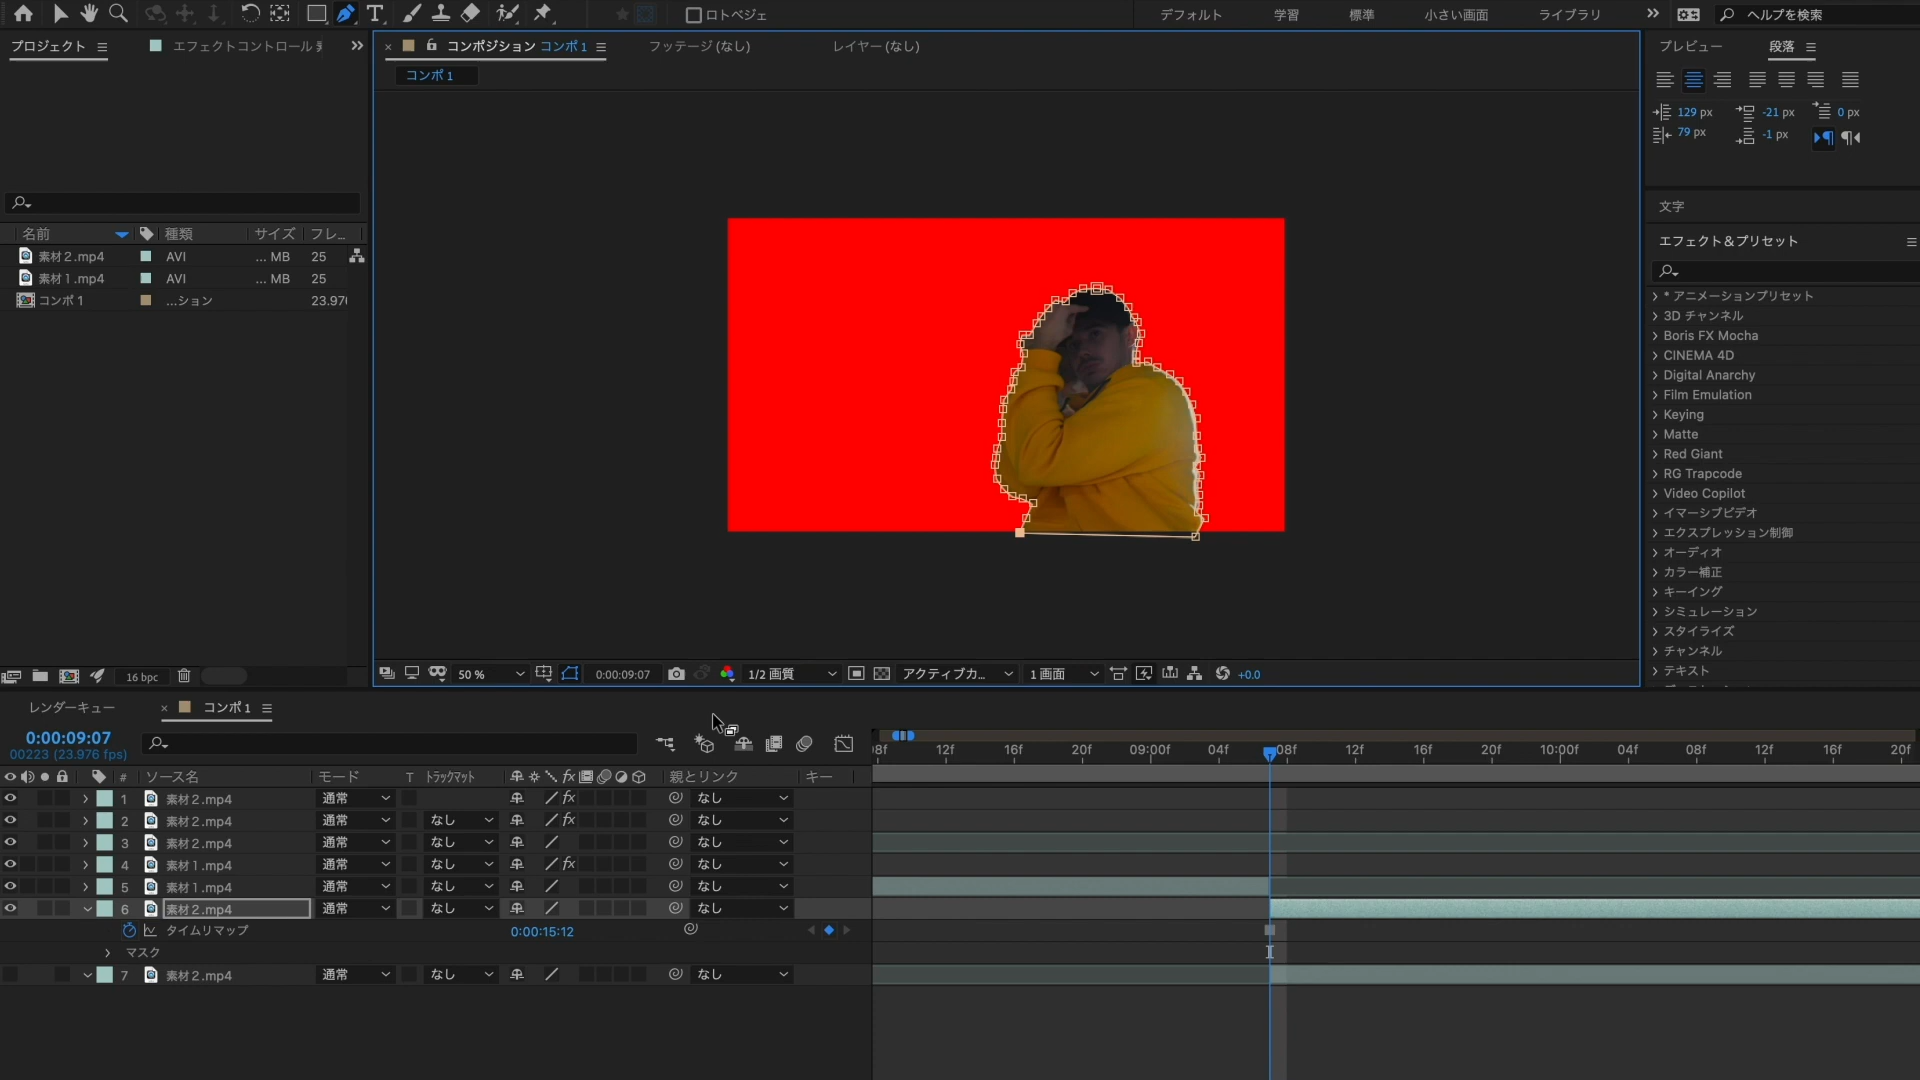 ロトベジェ
デフォルト
学習
標準
小さい画面
ライブラリ
ヘルプを検索
プロジェクト
エフェクトコントロール
コンポジション コンポ1
フッテージ (なし)
レイヤー (なし)
コンポ1
プレビュー
段落
129 px
-21 px
0 px
79 px
-1 px
文字
エフェクト＆プリセット
名前
種類
サイズ
フレ...
素材２.mp4
AVI
... MB
25
素材１.mp4
AVI
... MB
25
コンポ1
...ション
23.976
* アニメーションプリセット
3D チャンネル
Boris FX Mocha
CINEMA 4D
Digital Anarchy
Film Emulation
Keying
Matte
Red Giant
RG Trapcode
Video Copilot
イマーシブビデオ
エクスプレッション制御
オーディオ
カラー補正
キーイング
シミュレーション
スタイライズ
チャンネル
テキスト
16 bpc
50 %
0:00:09:07
1/2 画質
アクティブカ...
1 画面
+0.0
レンダーキュー
コンポ1
0:00:09:07
00223 (23.976 fps)
08f
12f
16f
20f
09:00f
04f
08f
12f
16f
20f
10:00f
04f
08f
12f
16f
20f
#
ソース名
モード
T
トラックマット
fx
親とリンク
キー
1
素材２.mp4
通常
fx
なし
2
素材２.mp4
通常
なし
fx
なし
3
素材２.mp4
通常
なし
なし
4
素材１.mp4
通常
なし
fx
なし
5
素材１.mp4
通常
なし
なし
6
素材２.mp4
通常
なし
なし
タイムリマップ
0:00:15:12
マスク
7
素材２.mp4
通常
なし
なし